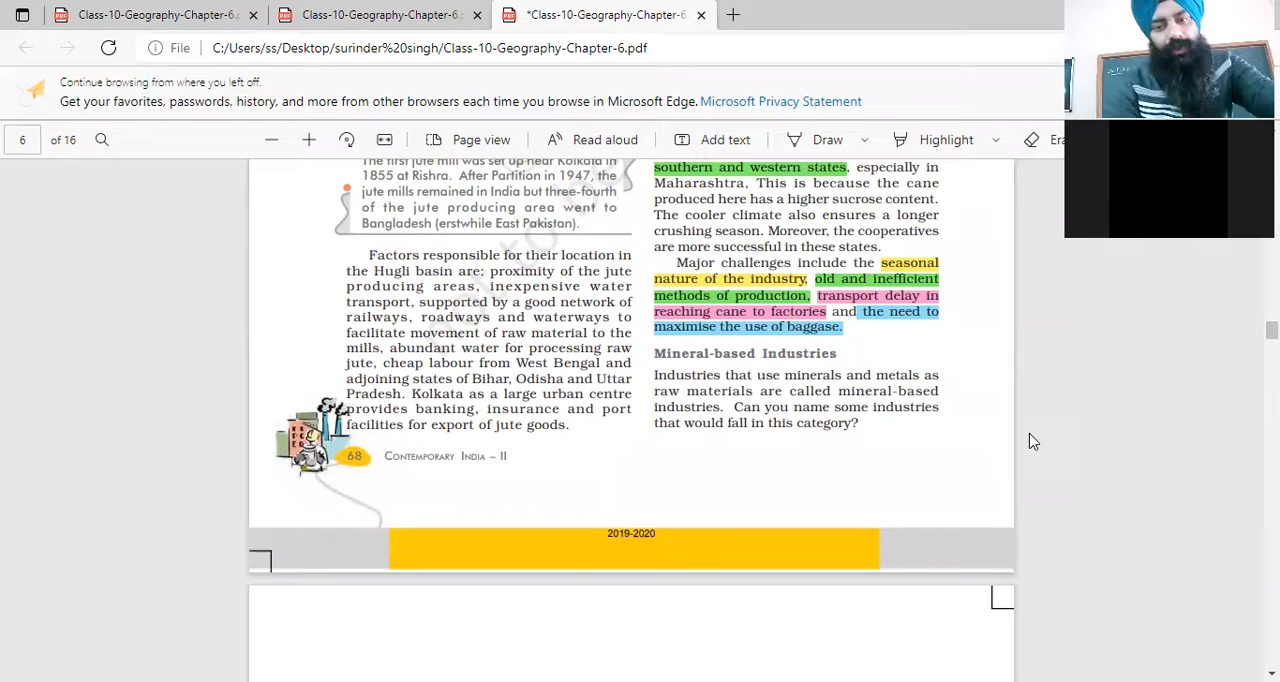 Class-10-Geography-Chapter-6.
Class-10-Geography-Chapter-6.
*Class-10-Geography-Chapter-6
File
C:/Users/ss/Desktop/surinder%20singh/Class-10-Geography-Chapter-6.pdf
Continue browsing from where you left off.
Get your favorites, passwords, history, and more from other browsers each time you browse in Microsoft Edge. Microsoft Privacy Statement
6 of 16
Page view
Read aloud
Add text
Draw
Highlight
Era
The first jute mill was set up near Kolkata in
1855 at Rishra. After Partition in 1947, the
jute mills remained in India but three-fourth
of the jute producing area went to
Bangladesh (erstwhile East Pakistan).
Factors responsible for their location in
the Hugli basin are: proximity of the jute
producing areas, inexpensive water
transport, supported by a good network of
railways, roadways and waterways to
facilitate movement of raw material to the
mills, abundant water for processing raw
jute, cheap labour from West Bengal and
adjoining states of Bihar, Odisha and Uttar
Pradesh. Kolkata as a large urban centre
provides banking, insurance and port
facilities for export of jute goods.
68 Contemporary India – II
southern and western states, especially in
Maharashtra, This is because the cane
produced here has a higher sucrose content.
The cooler climate also ensures a longer
crushing season. Moreover, the cooperatives
are more successful in these states.
Major challenges include the seasonal
nature of the industry, old and inefficient
methods of production, transport delay in
reaching cane to factories and the need to
maximise the use of baggase.
Mineral-based Industries
Industries that use minerals and metals as
raw materials are called mineral-based
industries. Can you name some industries
that would fall in this category?
2019-2020